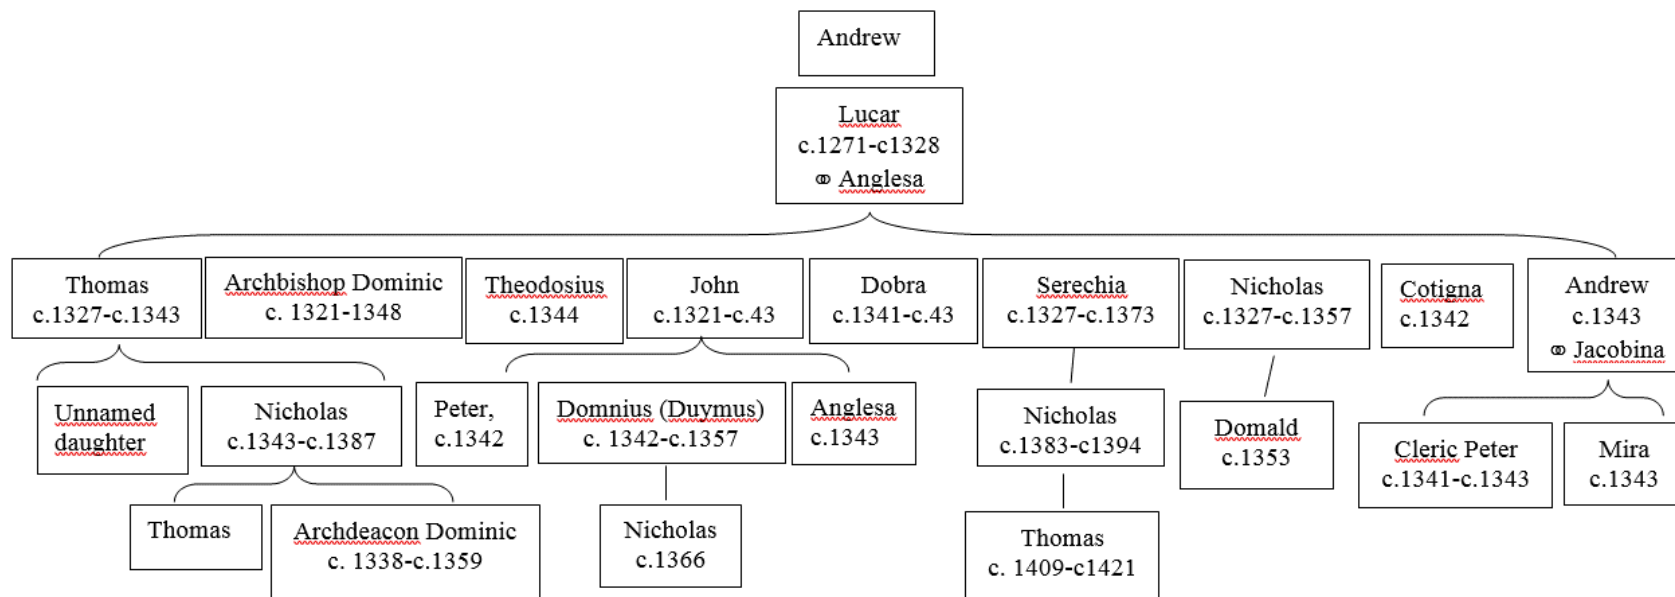 Andrew
Lucar
c.1271-c1328
⚭ Anglesa
Thomas
c.1327-c.1343
Archbishop Dominic
c. 1321-1348
Theodosius
c.1344
John
c.1321-c.43
Dobra
c.1341-c.43
Serechia
c.1327-c.1373
Nicholas
c.1327-c.1357
Cotigna
c.1342
Andrew
c.1343
⚭ Jacobina
Unnamed
daughter
Nicholas
c.1343-c.1387
Peter,
c.1342
Domnius (Duymus)
c. 1342-c.1357
Anglesa
c.1343
Nicholas
c.1383-c1394
Domald
c.1353
Cleric Peter
c.1341-c.1343
Mira
c.1343
Thomas
Archdeacon Dominic
c. 1338-c.1359
Nicholas
c.1366
Thomas
c. 1409-c1421